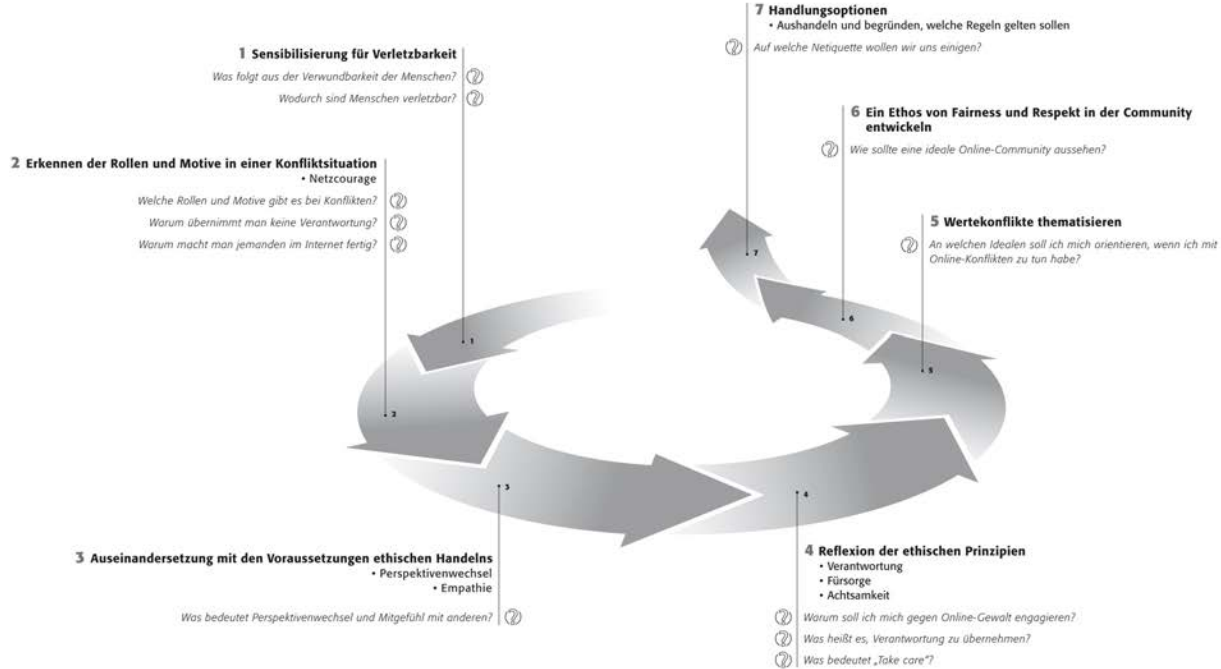 1 Sensibilisierung für Verletzbarkeit
Was folgt aus der Verwundbarkeit der Menschen?
Wodurch sind Menschen verletzbar?
2 Erkennen der Rollen und Motive in einer Konfliktsituation
• Netzcourage
Welche Rollen und Motive gibt es bei Konflikten?
Warum übernimmt man keine Verantwortung?
Warum macht man jemanden im Internet fertig?
3 Auseinandersetzung mit den Voraussetzungen ethischen Handelns
• Perspektivenwechsel
• Empathie
Was bedeutet Perspektivenwechsel und Mitgefühl mit anderen?
4 Reflexion der ethischen Prinzipien
• Verantwortung
• Fürsorge
• Achtsamkeit
Warum soll ich mich gegen Online-Gewalt engagieren?
Was heißt es, Verantwortung zu übernehmen?
Was bedeutet „Take care"?
5 Wertekonflikte thematisieren
An welchen Idealen soll ich mich orientieren, wenn ich mit
Online-Konflikten zu tun habe?
6 Ein Ethos von Fairness und Respekt in der Community
entwickeln
Wie sollte eine ideale Online-Community aussehen?
7 Handlungsoptionen
• Aushandeln und begründen, welche Regeln gelten sollen
Auf welche Netiquette wollen wir uns einigen?
1
2
3
4
5
6
7